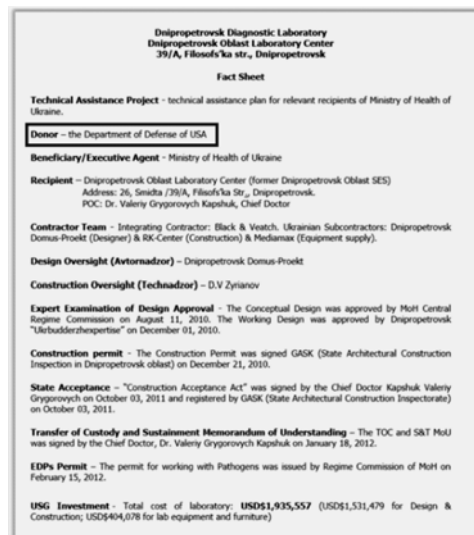 Dnipropetrovsk Diagnostic Laboratory
Dnipropetrovsk Oblast Laboratory Center
39/A, Filosofs'ka str., Dnipropetrovsk
Fact Sheet
Technical Assistance Project - technical assistance plan for relevant recipients of Ministry of Health of
Ukraine.
Donor – the Department of Defense of USA
Beneficiary/Executive Agent - Ministry of Health of Ukraine
Recipient – Dnipropetrovsk Oblast Laboratory Center (former Dnipropetrovsk Oblast SES)
Address: 26, Smidta /39/A, Filisofs'ka Str,, Dnipropetrovsk.
POC: Dr. Valeriy Grygorovych Kapshuk, Chief Doctor
Contractor Team - Integrating Contractor: Black & Veatch. Ukrainian Subcontractors: Dnipropetrovsk
Domus-Proekt (Designer) & RK-Center (Construction) & Mediamax (Equipment supply).
Design Oversight (Avtornadzor) – Dnipropetrovsk Domus-Proekt
Construction Oversight (Technadzor) – D.V Zyrianov
Expert Examination of Design Approval - The Conceptual Design was approved by MoH Central
Regime Commission on August 11, 2010. The Working Design was approved by Dnipropetrovsk
"Ukrbudderzhexpertise" on December 01, 2010.
Construction permit - The Construction Permit was signed GASK (State Architectural Construction
Inspection in Dnipropetrovsk oblast) on December 21, 2010.
State Acceptance – "Construction Acceptance Act" was signed by the Chief Doctor Kapshuk Valeriy
Grygorovych on October 03, 2011 and registered by GASK (State Architectural Construction Inspectorate)
on October 03, 2011.
Transfer of Custody and Sustainment Memorandum of Understanding – The TOC and S&T MoU
was signed by the Chief Doctor, Dr. Valeriy Grygorovych Kapshuk on January 18, 2012.
EDPs Permit – The permit for working with Pathogens was issued by Regime Commission of MoH on
February 15, 2012.
USG Investment - Total cost of laboratory: USD$1,935,557 (USD$1,531,479 for Design &
Construction; USD$404,078 for lab equipment and furniture)